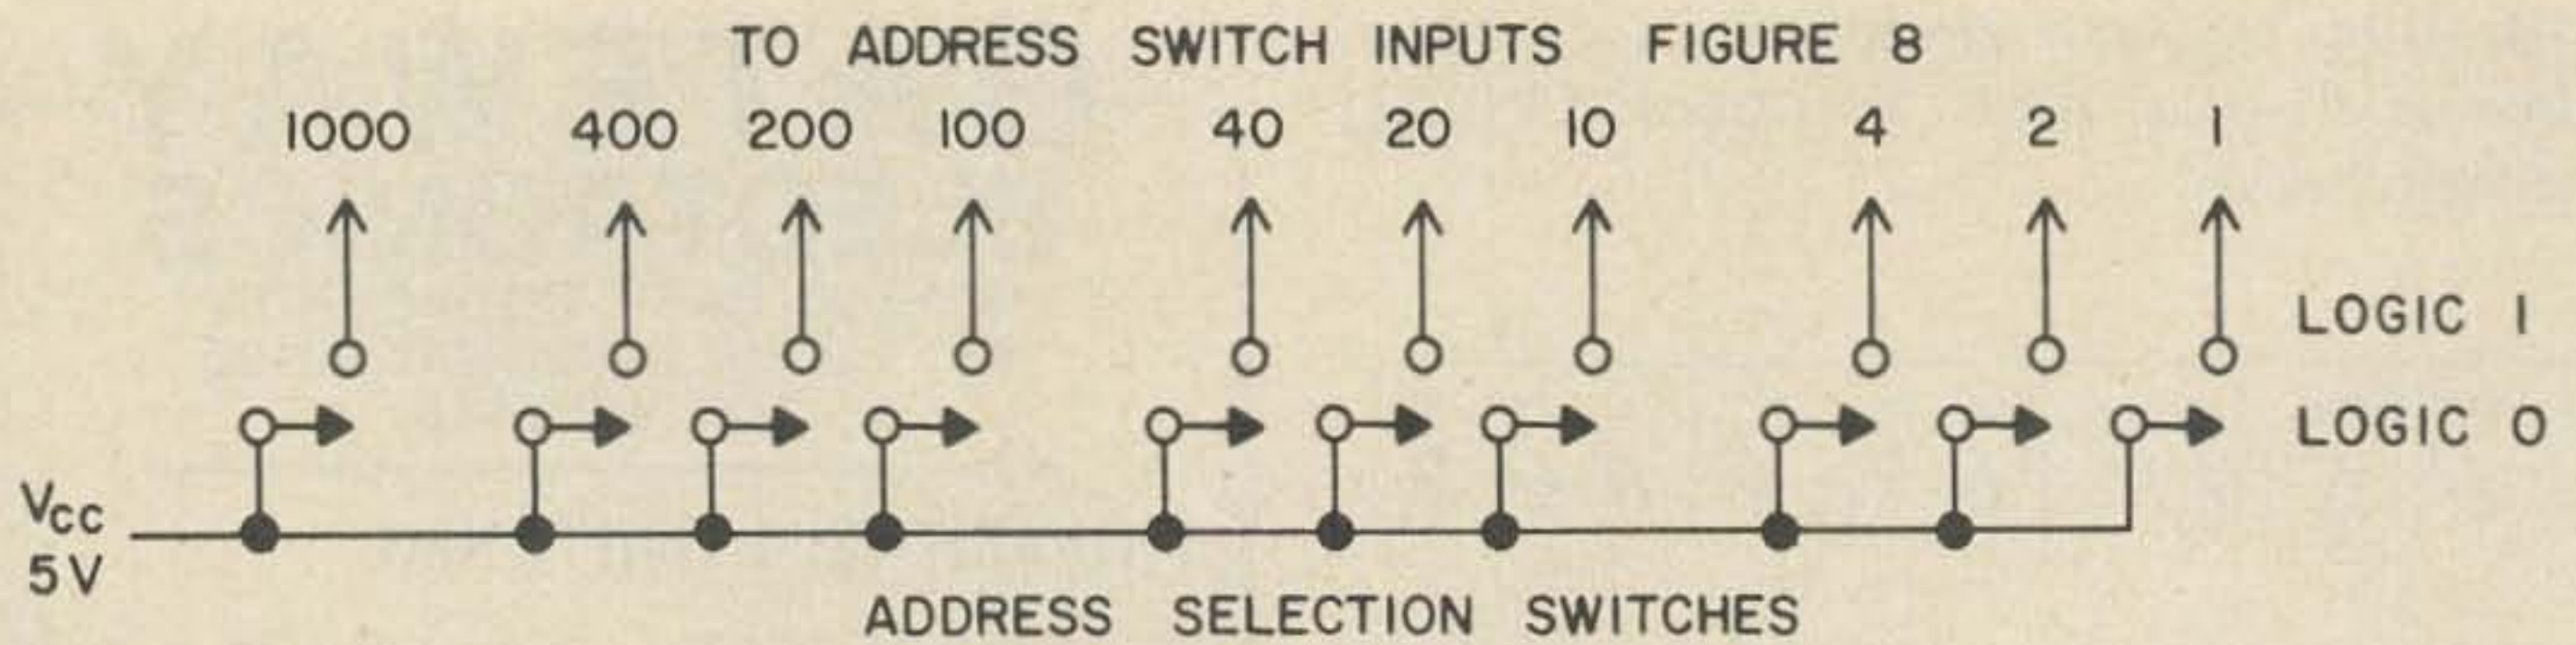 TO ADDRESS SWITCH INPUTS FIGURE 8
1000 400 200 100 40 20 10 4 2 1
LOGIC 1
LOGIC 0
VCC
5V
ADDRESS SELECTION SWITCHES